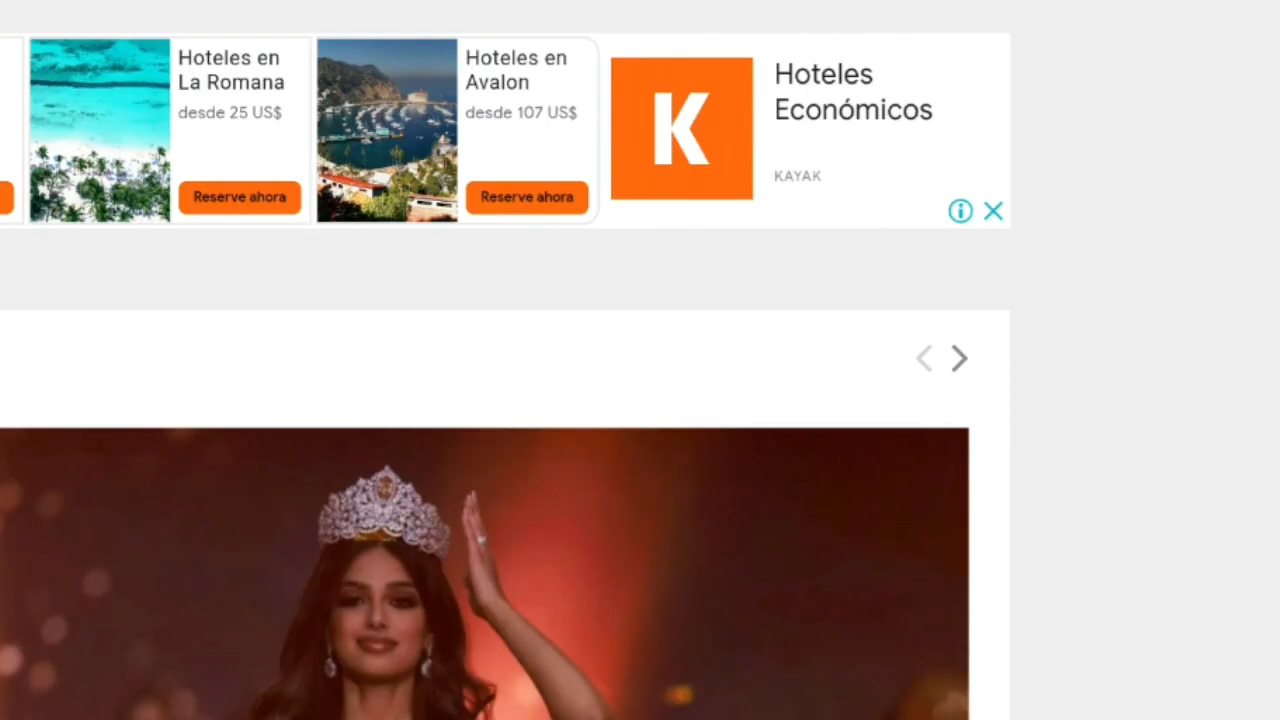 Hoteles en
La Romana
desde 25 US$
Reserve ahora
Hoteles en
Avalon
desde 107 US$
Reserve ahora
K
Hoteles
Económicos
KAYAK